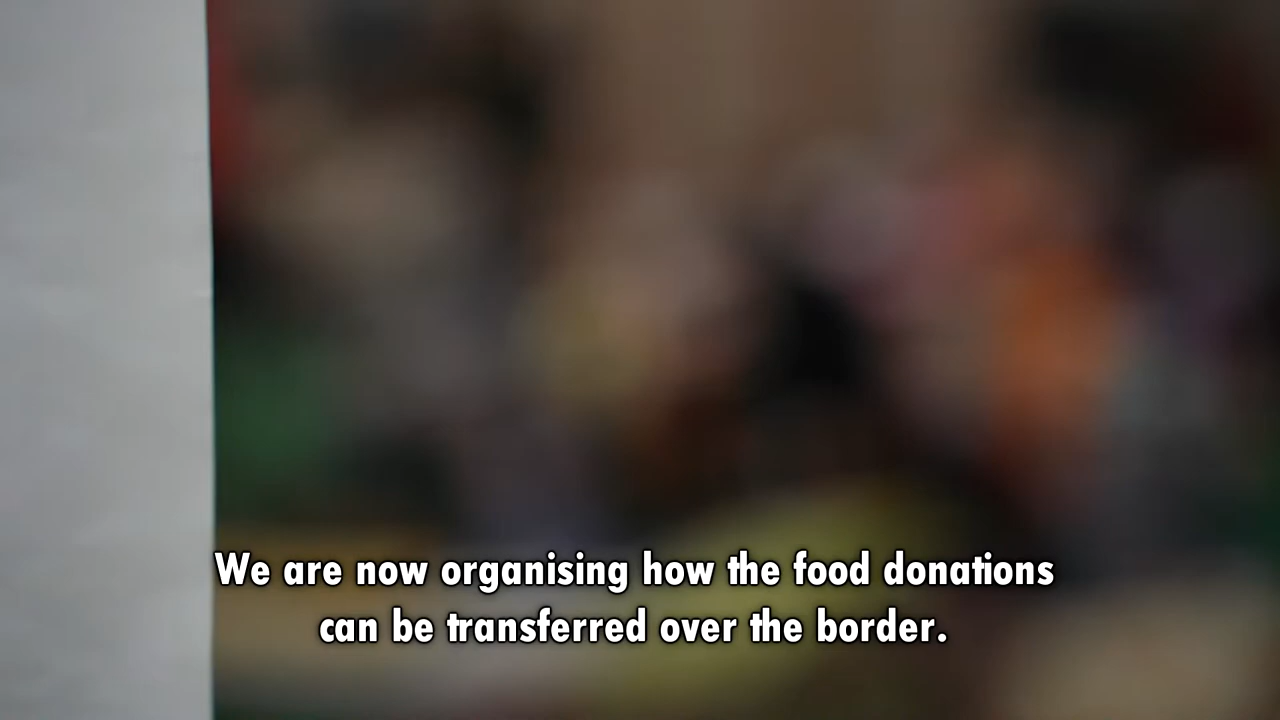 We are now organising how the food donations
can be transferred over the border.